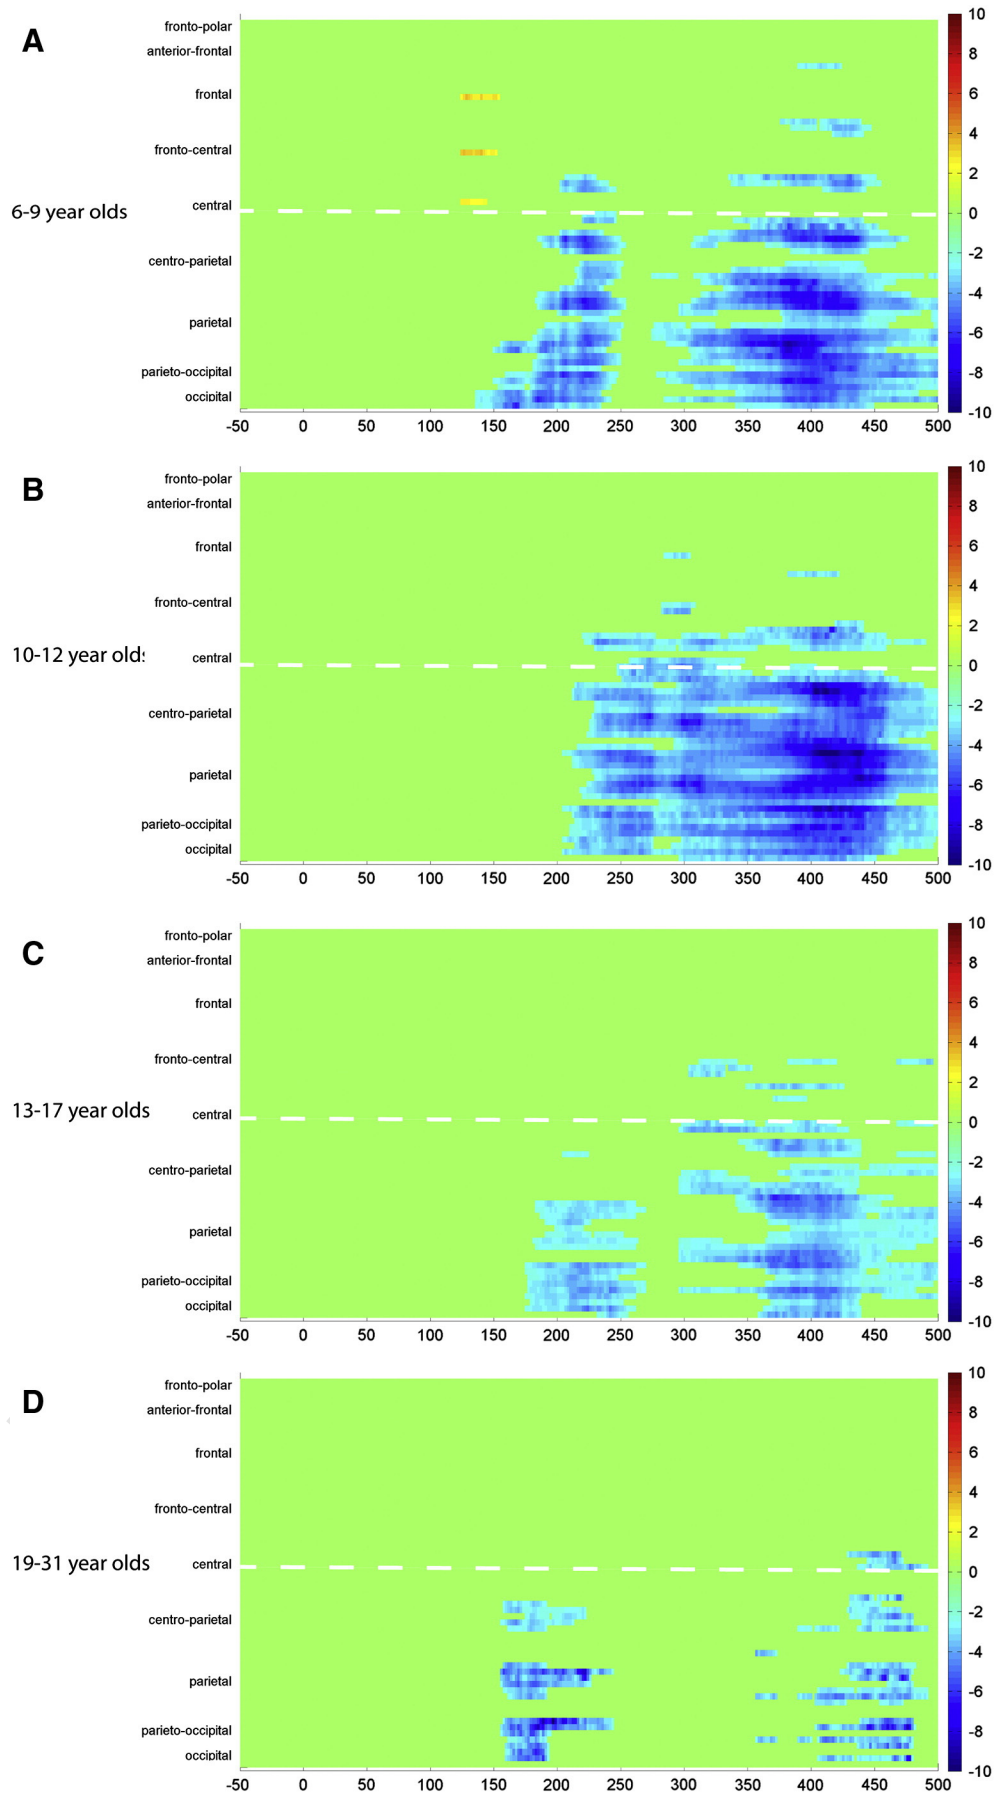 A
6-9 year olds
fronto-polar
anterior-frontal
frontal
fronto-central
central
centro-parietal
parietal
parieto-occipital
occipital
-50 0 50 100 150 200 250 300 350 400 450 500
10
8
6
4
2
0
-2
-4
-6
-8
-10
B
10-12 year olds
fronto-polar
anterior-frontal
frontal
fronto-central
central
centro-parietal
parietal
parieto-occipital
occipital
-50 0 50 100 150 200 250 300 350 400 450 500
10
8
6
4
2
0
-2
-4
-6
-8
-10
C
13-17 year olds
fronto-polar
anterior-frontal
frontal
fronto-central
central
centro-parietal
parietal
parieto-occipital
occipital
-50 0 50 100 150 200 250 300 350 400 450 500
10
8
6
4
2
0
-2
-4
-6
-8
-10
D
19-31 year olds
fronto-polar
anterior-frontal
frontal
fronto-central
central
centro-parietal
parietal
parieto-occipital
occipital
-50 0 50 100 150 200 250 300 350 400 450 500
10
8
6
4
2
0
-2
-4
-6
-8
-10